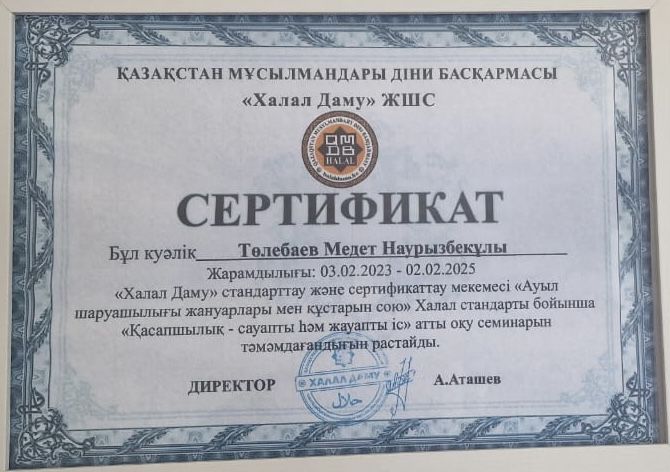 ҚАЗАҚСТАН МҰСЫЛМАНДАРЫ ДІНИ БАСҚАРМАСЫ
«Халал Даму» ЖШС
HALAL
СЕРТИФИКАТ
Бұл куәлік Төлебаев Медет Наурызбекұлы
Жарамдылығы: 03.02.2023 - 02.02.2025
«Халал Даму» стандарттау және сертификаттау мекемесі «Ауыл
шаруашылығы жануарлары мен құстарын сою» Халал стандарты бойынша
«Қасапшылық - сауапты һәм жауапты іс» атты оқу семинарын
тәмәмдағандығын растайды.
ДИРЕКТОР
ХАЛАЛ ДАМУ
حلال
А.Аташев